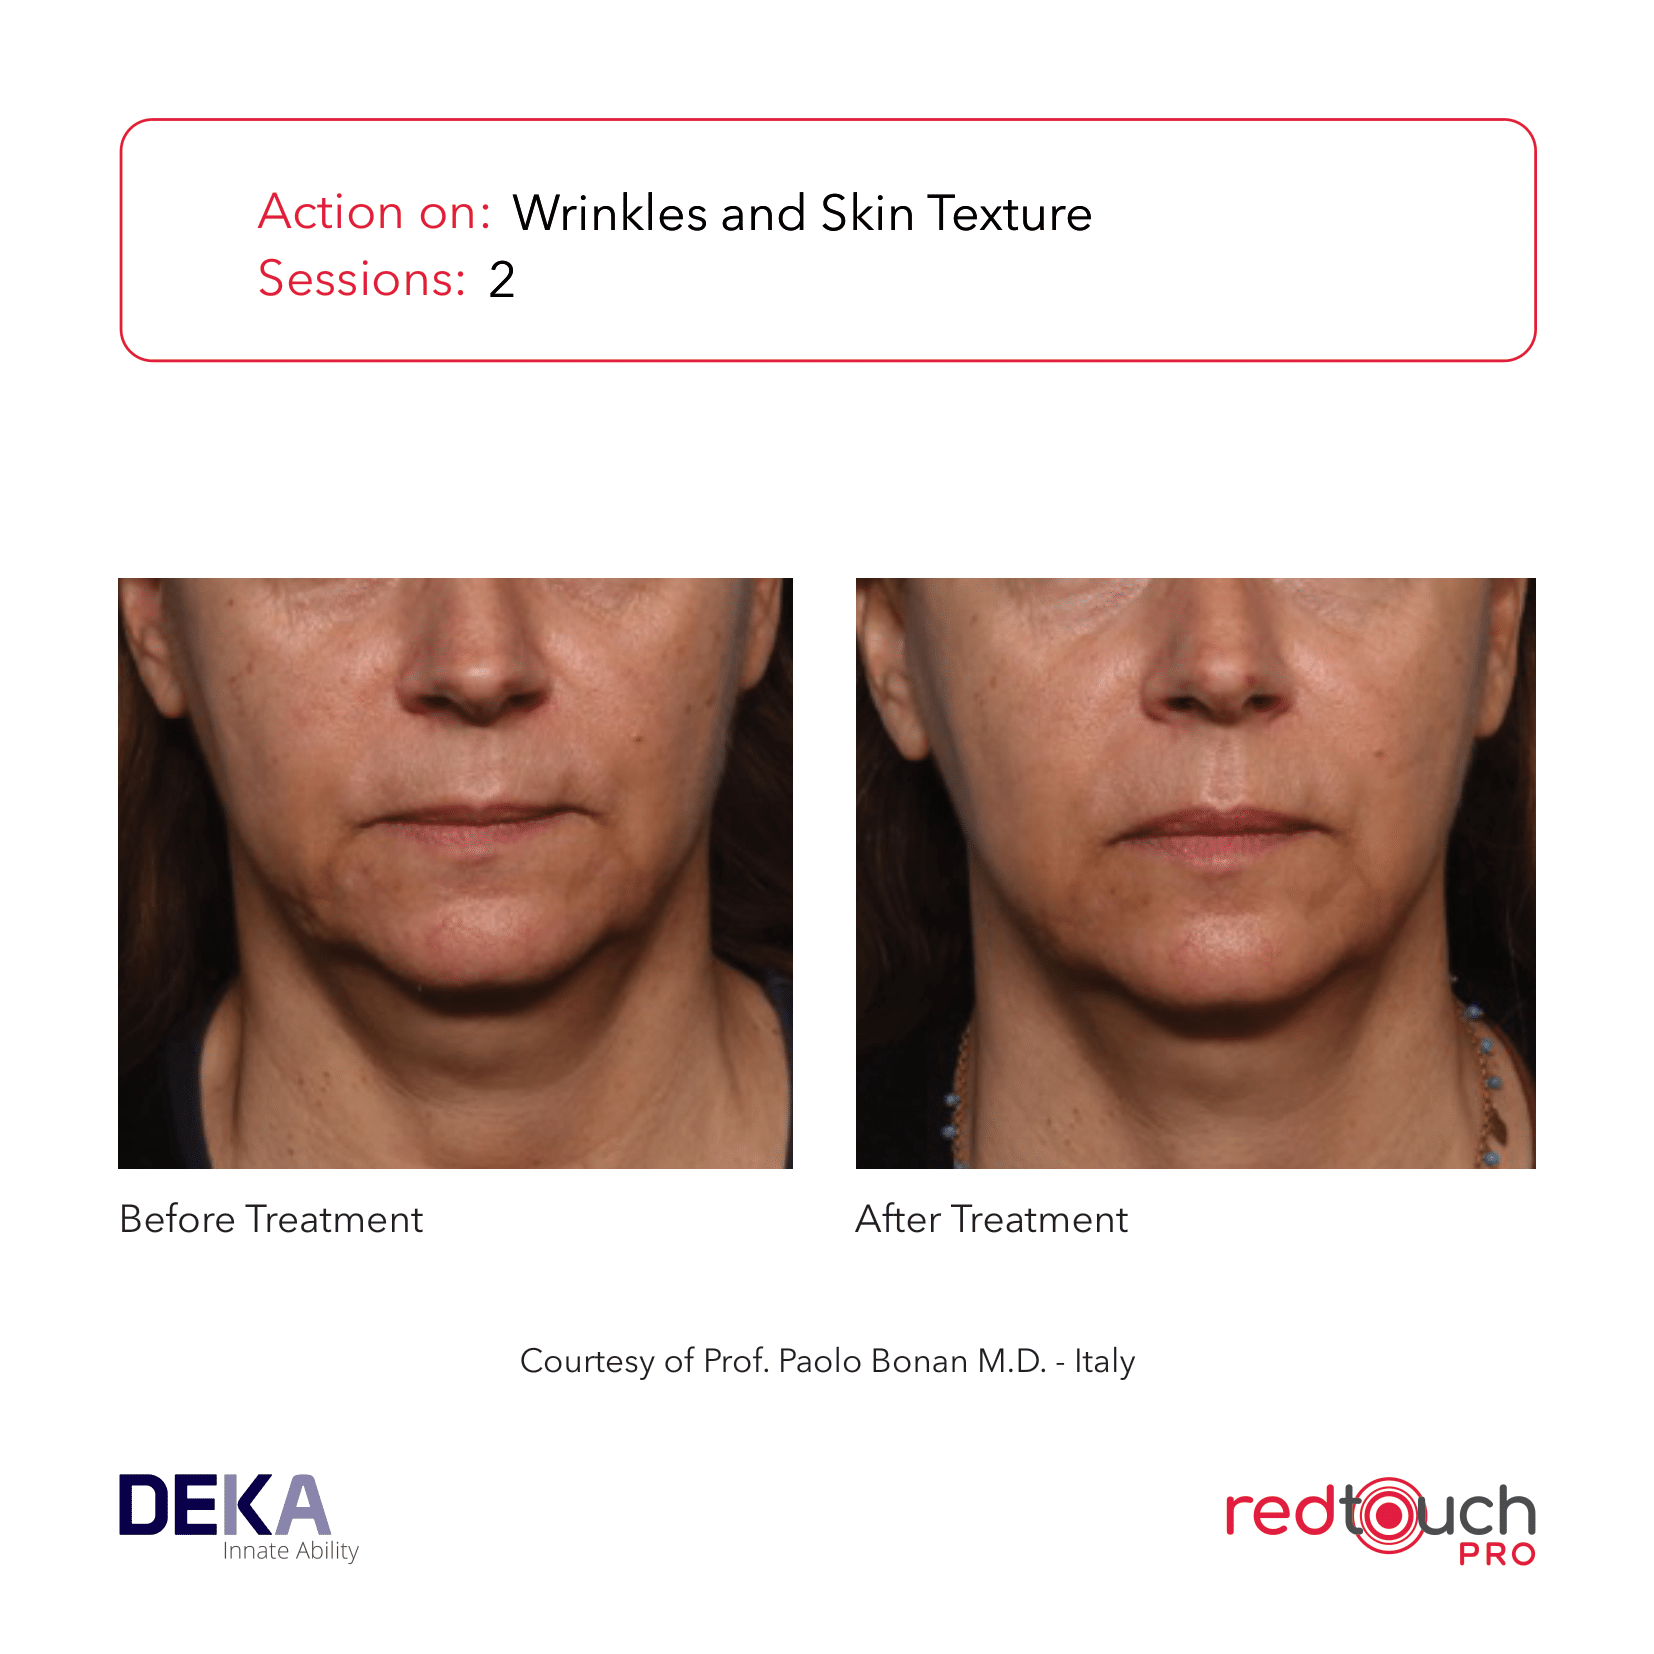 Action on: Wrinkles and Skin Texture
Sessions: 2
Before Treatment
After Treatment
Courtesy of Prof. Paolo Bonan M.D. - Italy
DEKA
Innate Ability
redtouch
PRO